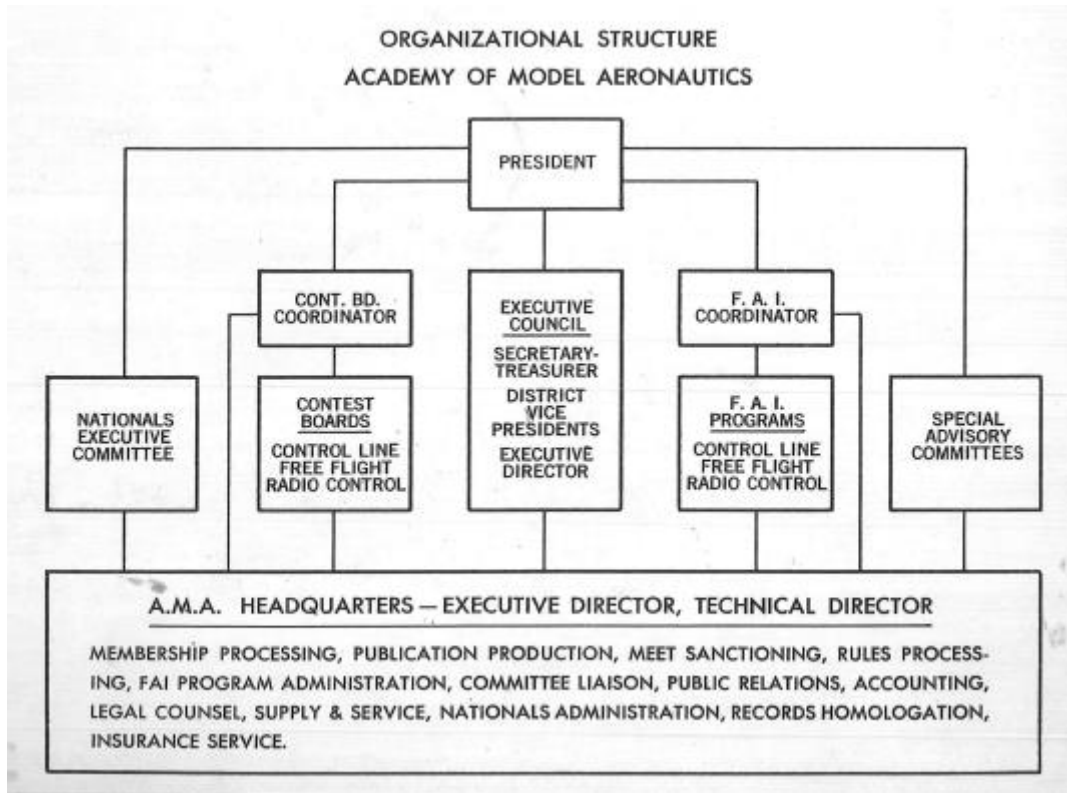 ORGANIZATIONAL STRUCTURE
ACADEMY OF MODEL AERONAUTICS
PRESIDENT
CONT. BD.
COORDINATOR
EXECUTIVE
COUNCIL
SECRETARY-
TREASURER
DISTRICT
VICE
PRESIDENTS
EXECUTIVE
DIRECTOR
F. A. I.
COORDINATOR
NATIONALS
EXECUTIVE
COMMITTEE
CONTEST
BOARDS
CONTROL LINE
FREE FLIGHT
RADIO CONTROL
F. A. I.
PROGRAMS
CONTROL LINE
FREE FLIGHT
RADIO CONTROL
SPECIAL
ADVISORY
COMMITTEES
A.M.A. HEADQUARTERS — EXECUTIVE DIRECTOR, TECHNICAL DIRECTOR
MEMBERSHIP PROCESSING, PUBLICATION PRODUCTION, MEET SANCTIONING, RULES PROCESS-
ING, FAI PROGRAM ADMINISTRATION, COMMITTEE LIAISON, PUBLIC RELATIONS, ACCOUNTING,
LEGAL COUNSEL, SUPPLY & SERVICE, NATIONALS ADMINISTRATION, RECORDS HOMOLOGATION,
INSURANCE SERVICE.